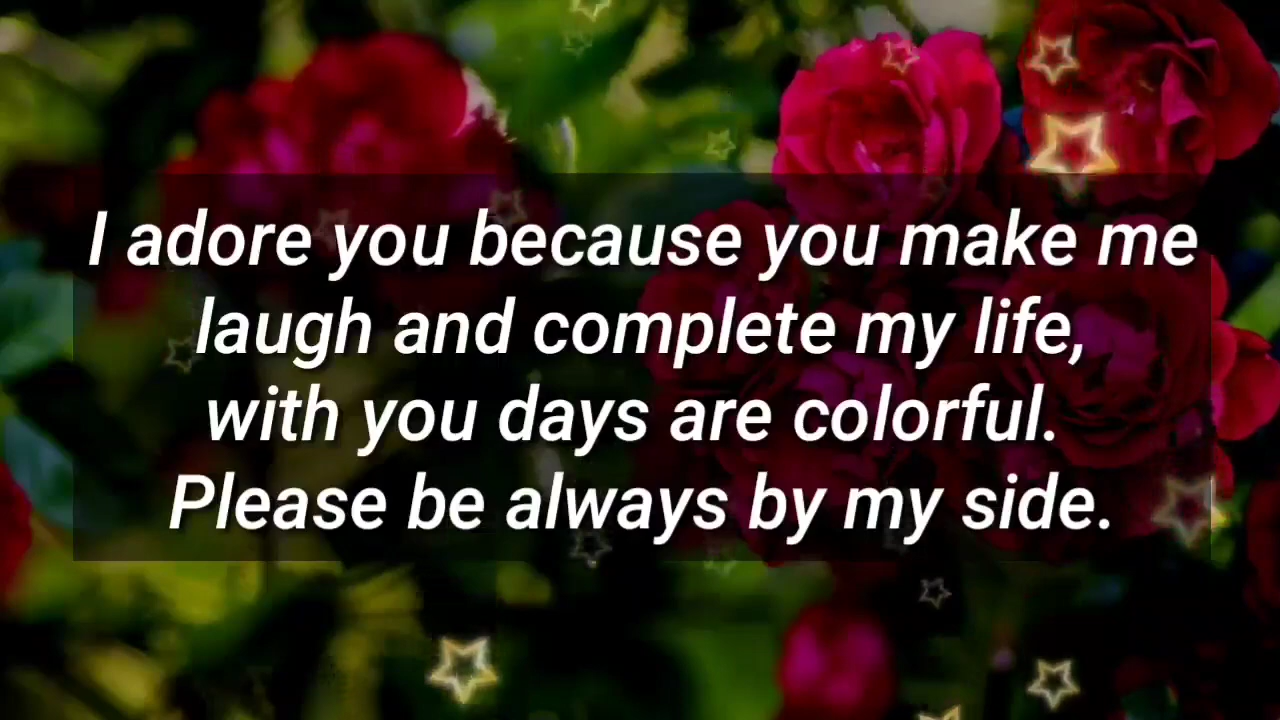 I adore you because you make me
laugh and complete my life,
with you days are colorful.
Please be always by my side.